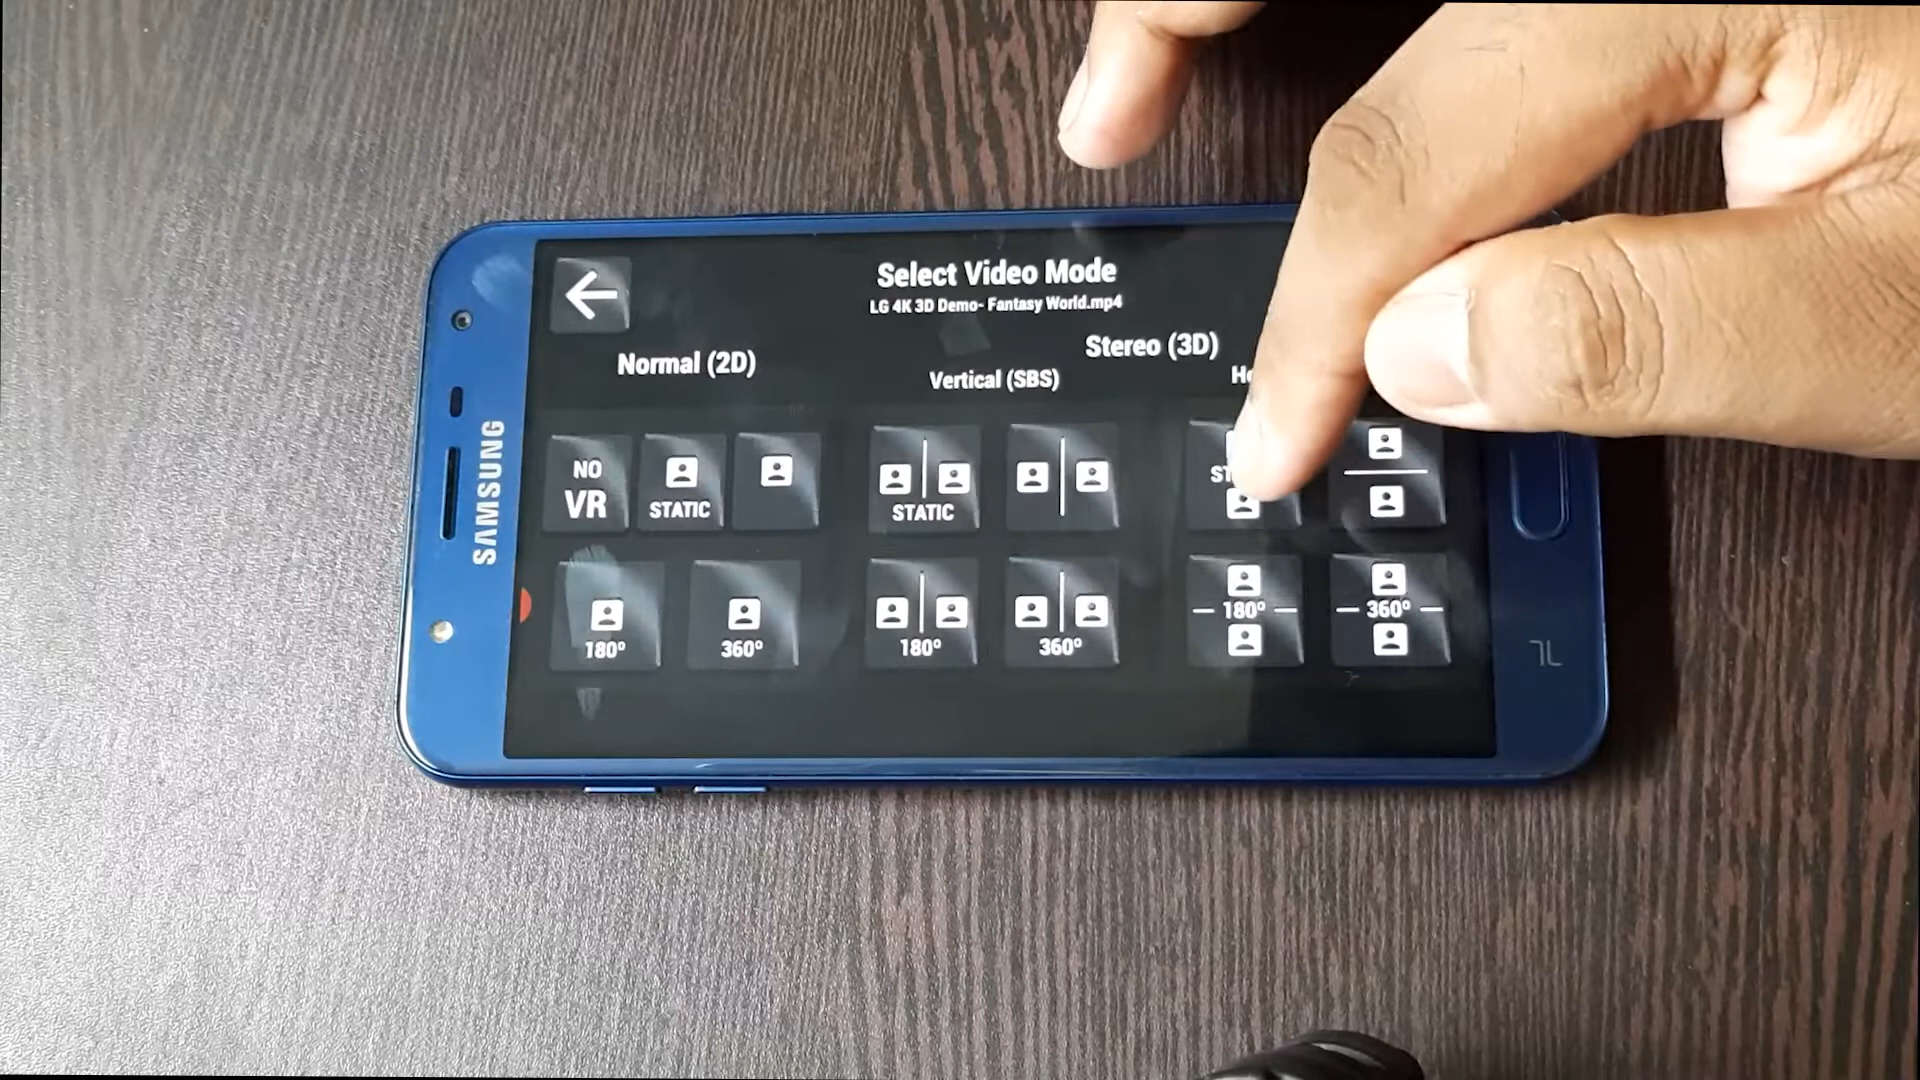 SAMSUNG
Select Video Mode
LG 4K 3D Demo- Fantasy World.mp4
Normal (2D)
Stereo (3D)
Vertical (SBS)
NO
VR
STATIC
STATIC
180°
360°
180°
360°
180°
360°